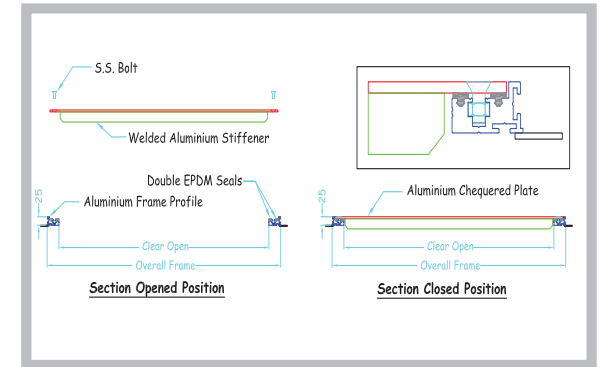 S.S. Bolt
Welded Aluminium Stiffener
Double EPDM Seals
Aluminium Frame Profile
25
Clear Open
Overall Frame
Section Opened Position
Aluminium Chequered Plate
25
Clear Open
Overall Frame
Section Closed Position